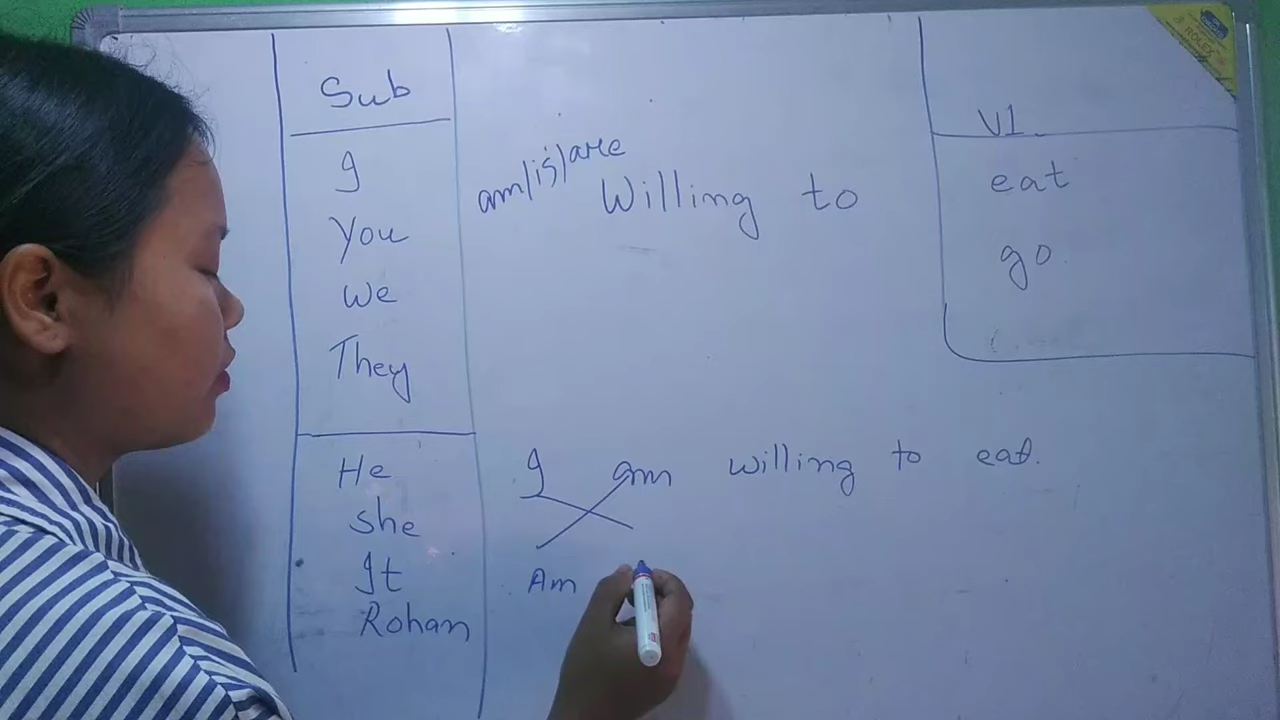 Sub
I
You
We
They
He
She
It
Rohan
am/is/are
Willing to
V1
eat
go
I am willing to eat.
Am
ROLEX